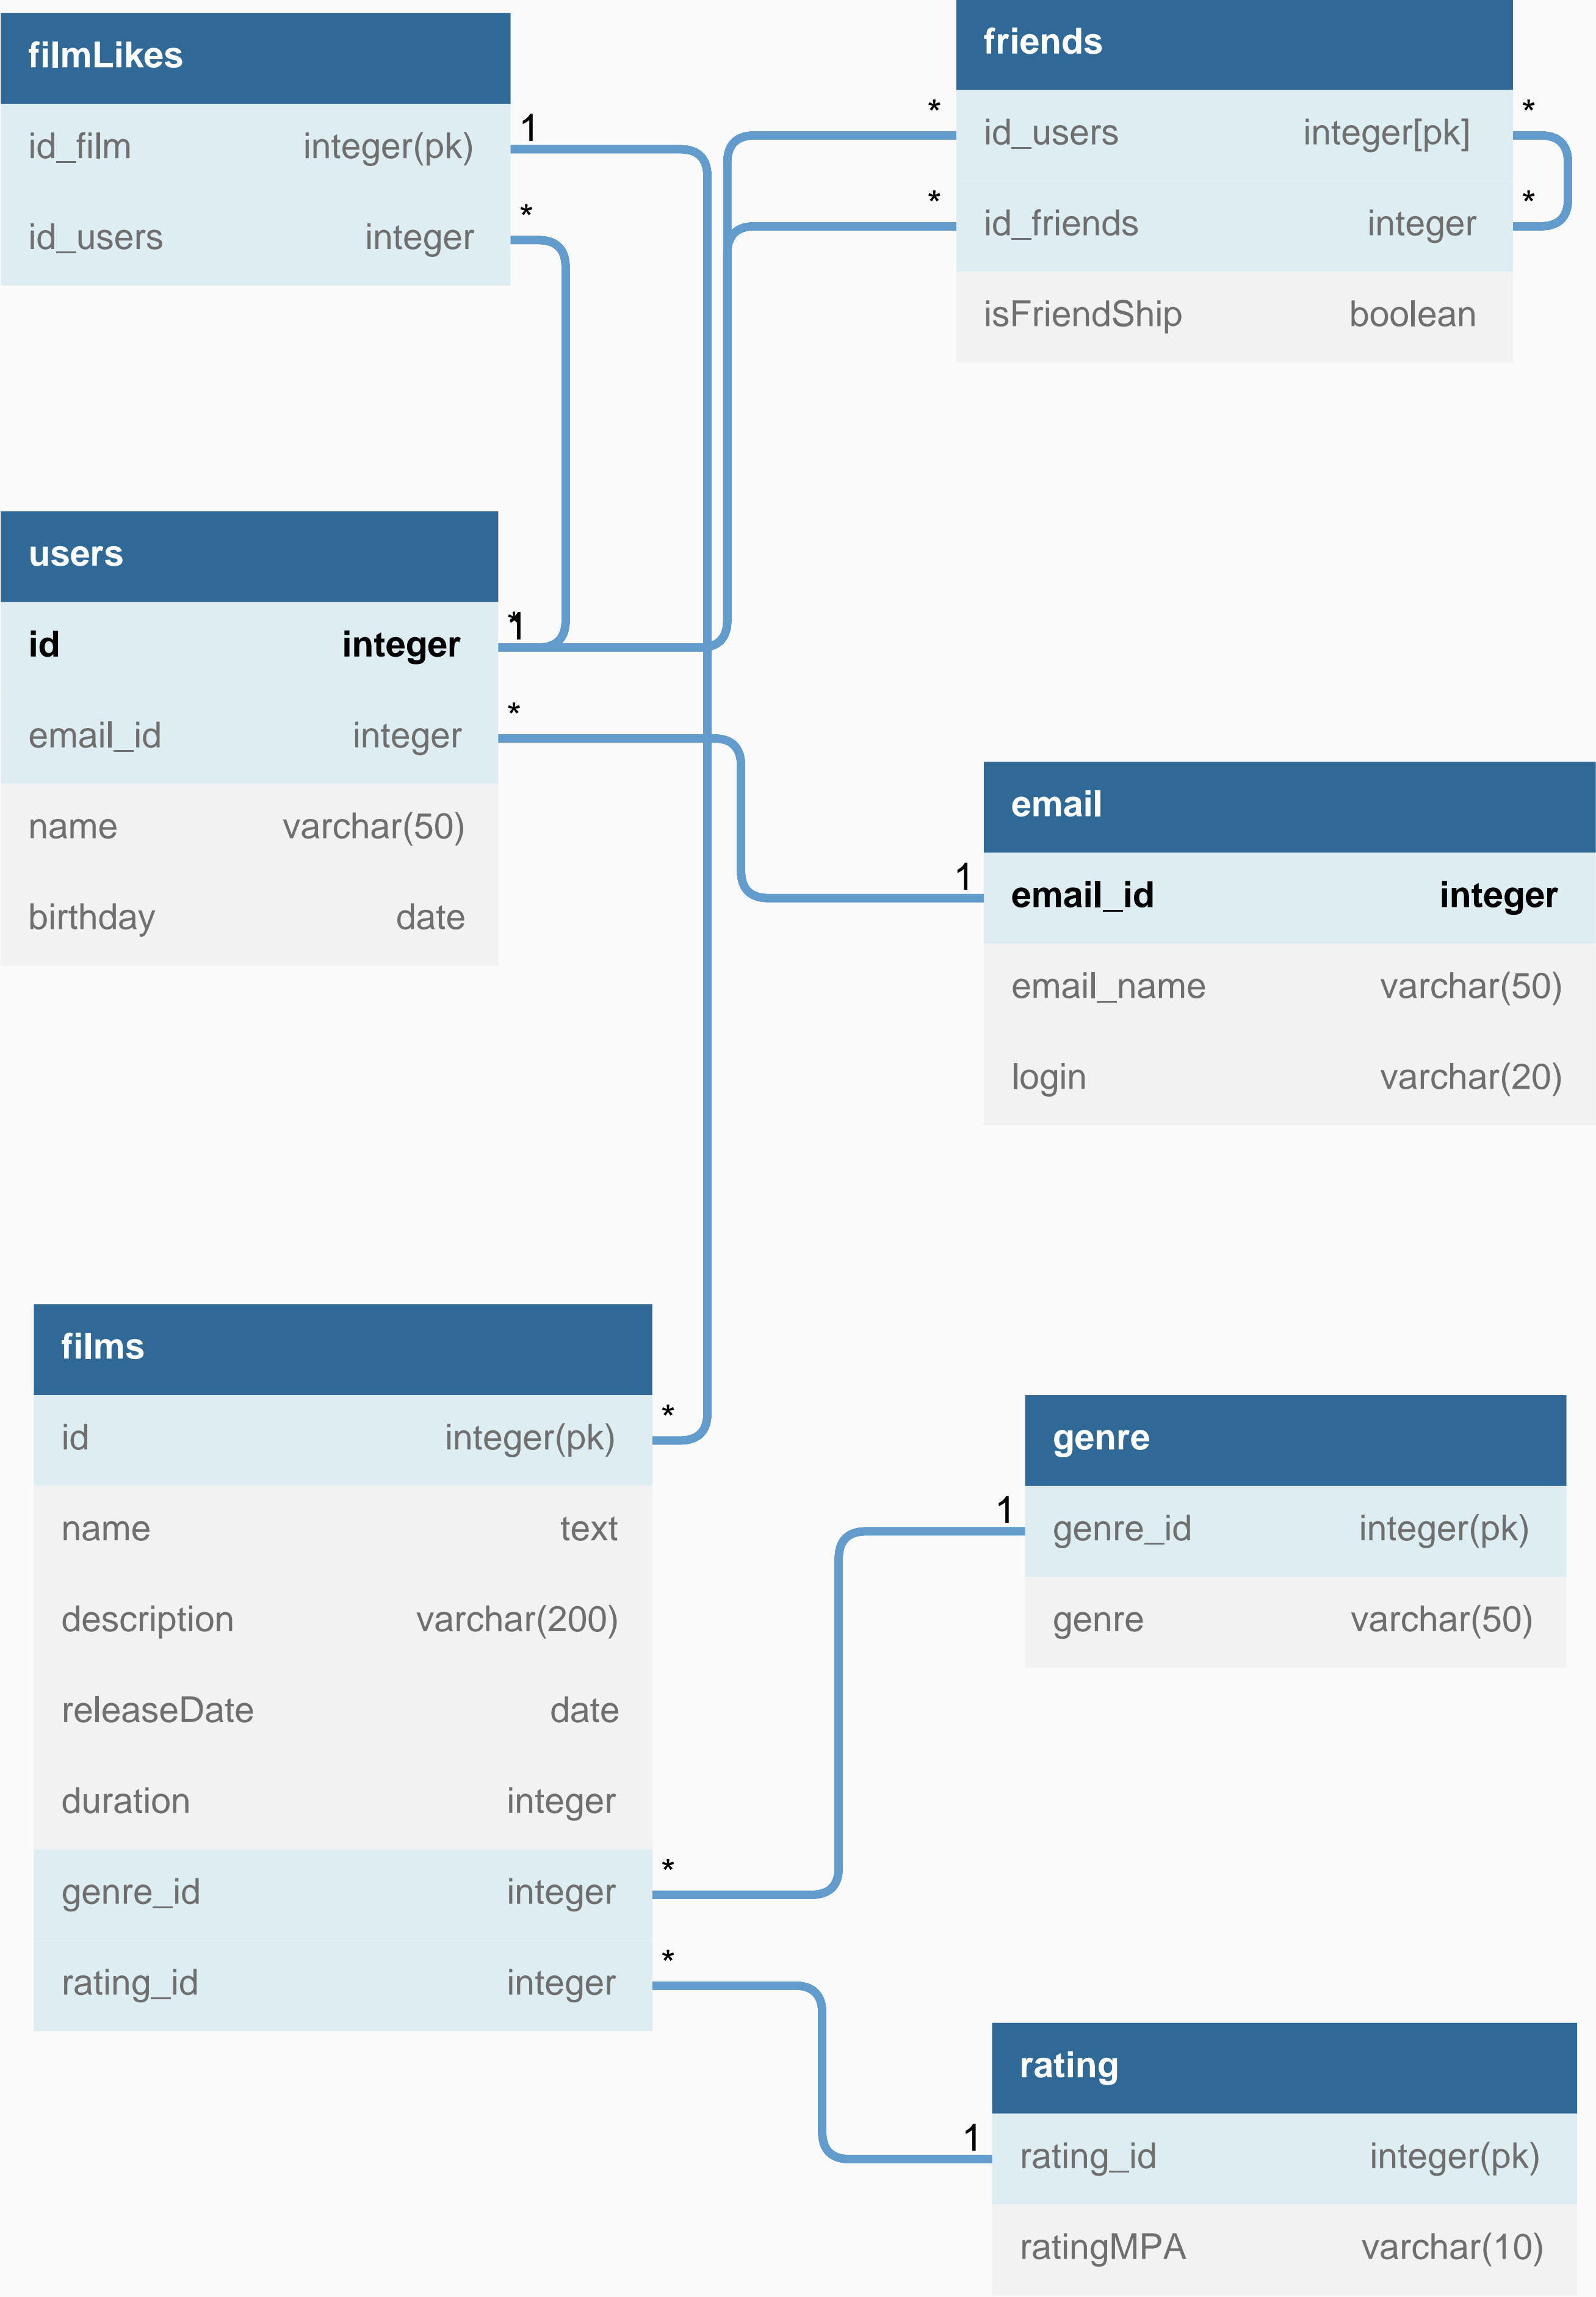 filmLikes
id_film integer(pk)
1
*
id_users integer
friends
*
*
id_users integer[pk]
*
*
id_friends integer
isFriendShip boolean
users
*
1
id integer
*
email_id integer
name varchar(50)
birthday date
email
1
email_id integer
email_name varchar(50)
login varchar(20)
films
*
id integer(pk)
name text
description varchar(200)
releaseDate date
duration integer
*
genre_id integer
*
rating_id integer
genre
1
genre_id integer(pk)
genre varchar(50)
rating
1
rating_id integer(pk)
ratingMPA varchar(10)